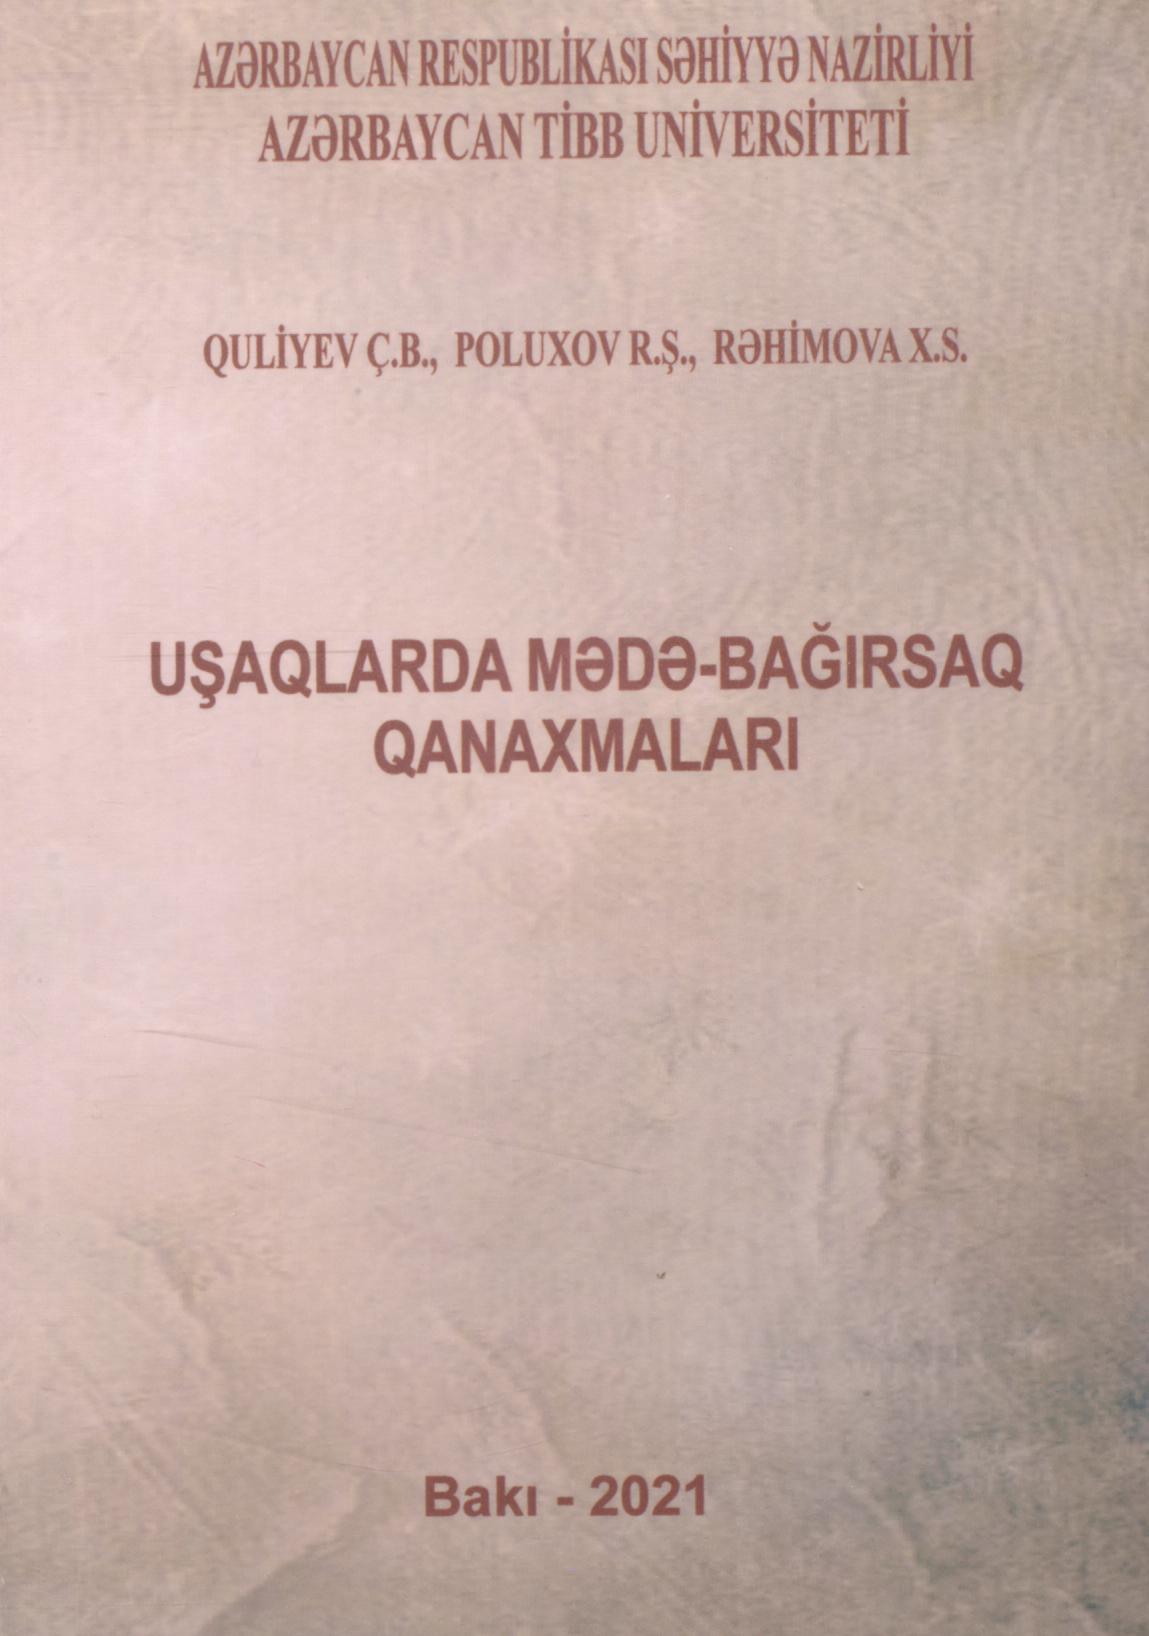 AZƏRBAYCAN RESPUBLİKASI SƏHİYYƏ NAZİRLİYİ
AZƏRBAYCAN TİBB UNİVERSİTETİ
QULİYEV Ç.B., POLUXOV R.Ş., RƏHİMOVA X.S.
UŞAQLARDA MƏDƏ-BAĞIRSAQ
QANAXMALARI
Bakı - 2021